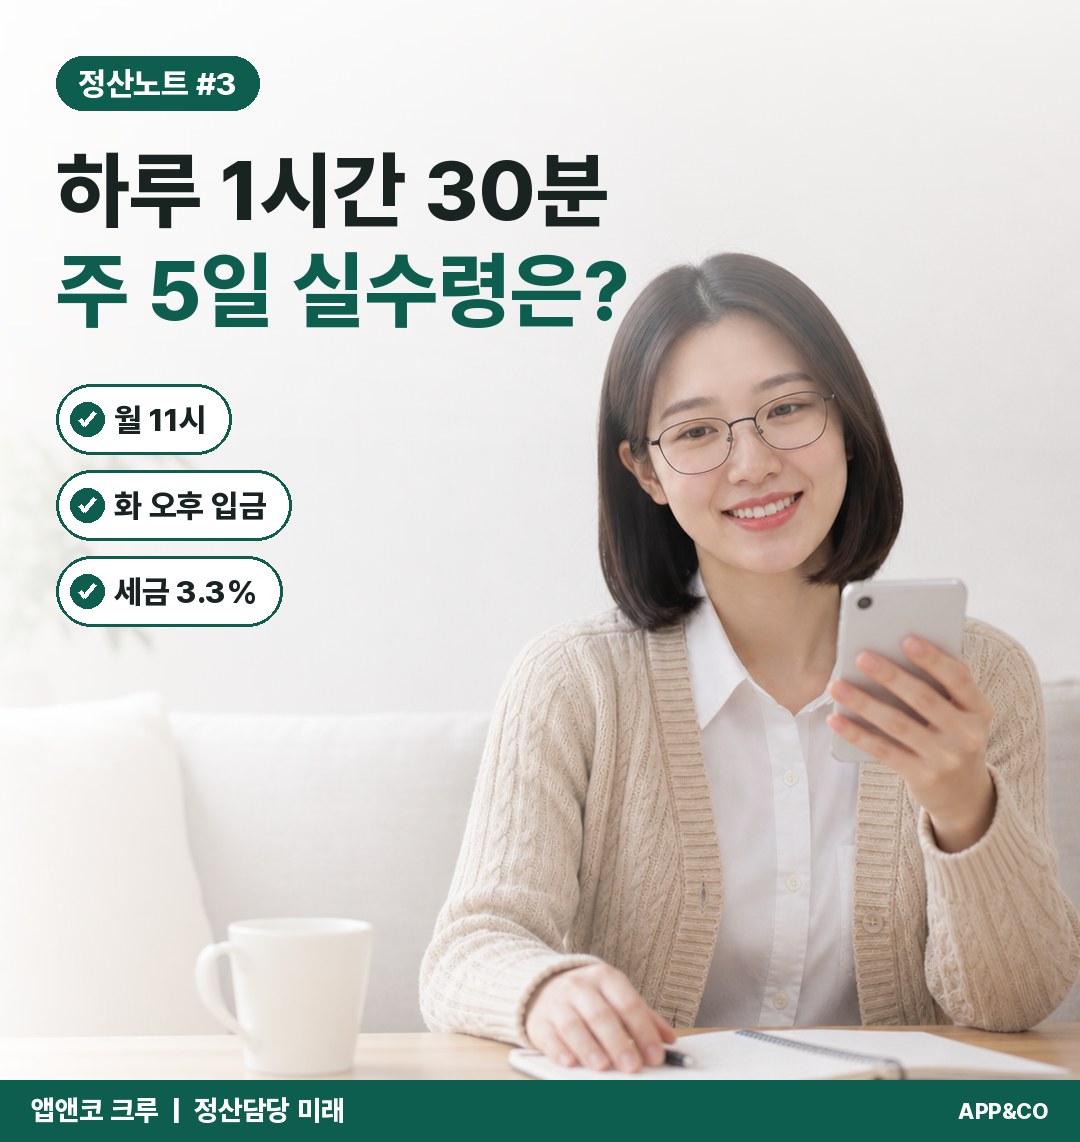 정산노트 #3
하루 1시간 30분
주 5일 실수령은?
월 11시
화 오후 입금
세금 3.3%
앱앤코 크루 | 정산담당 미래
APP&CO